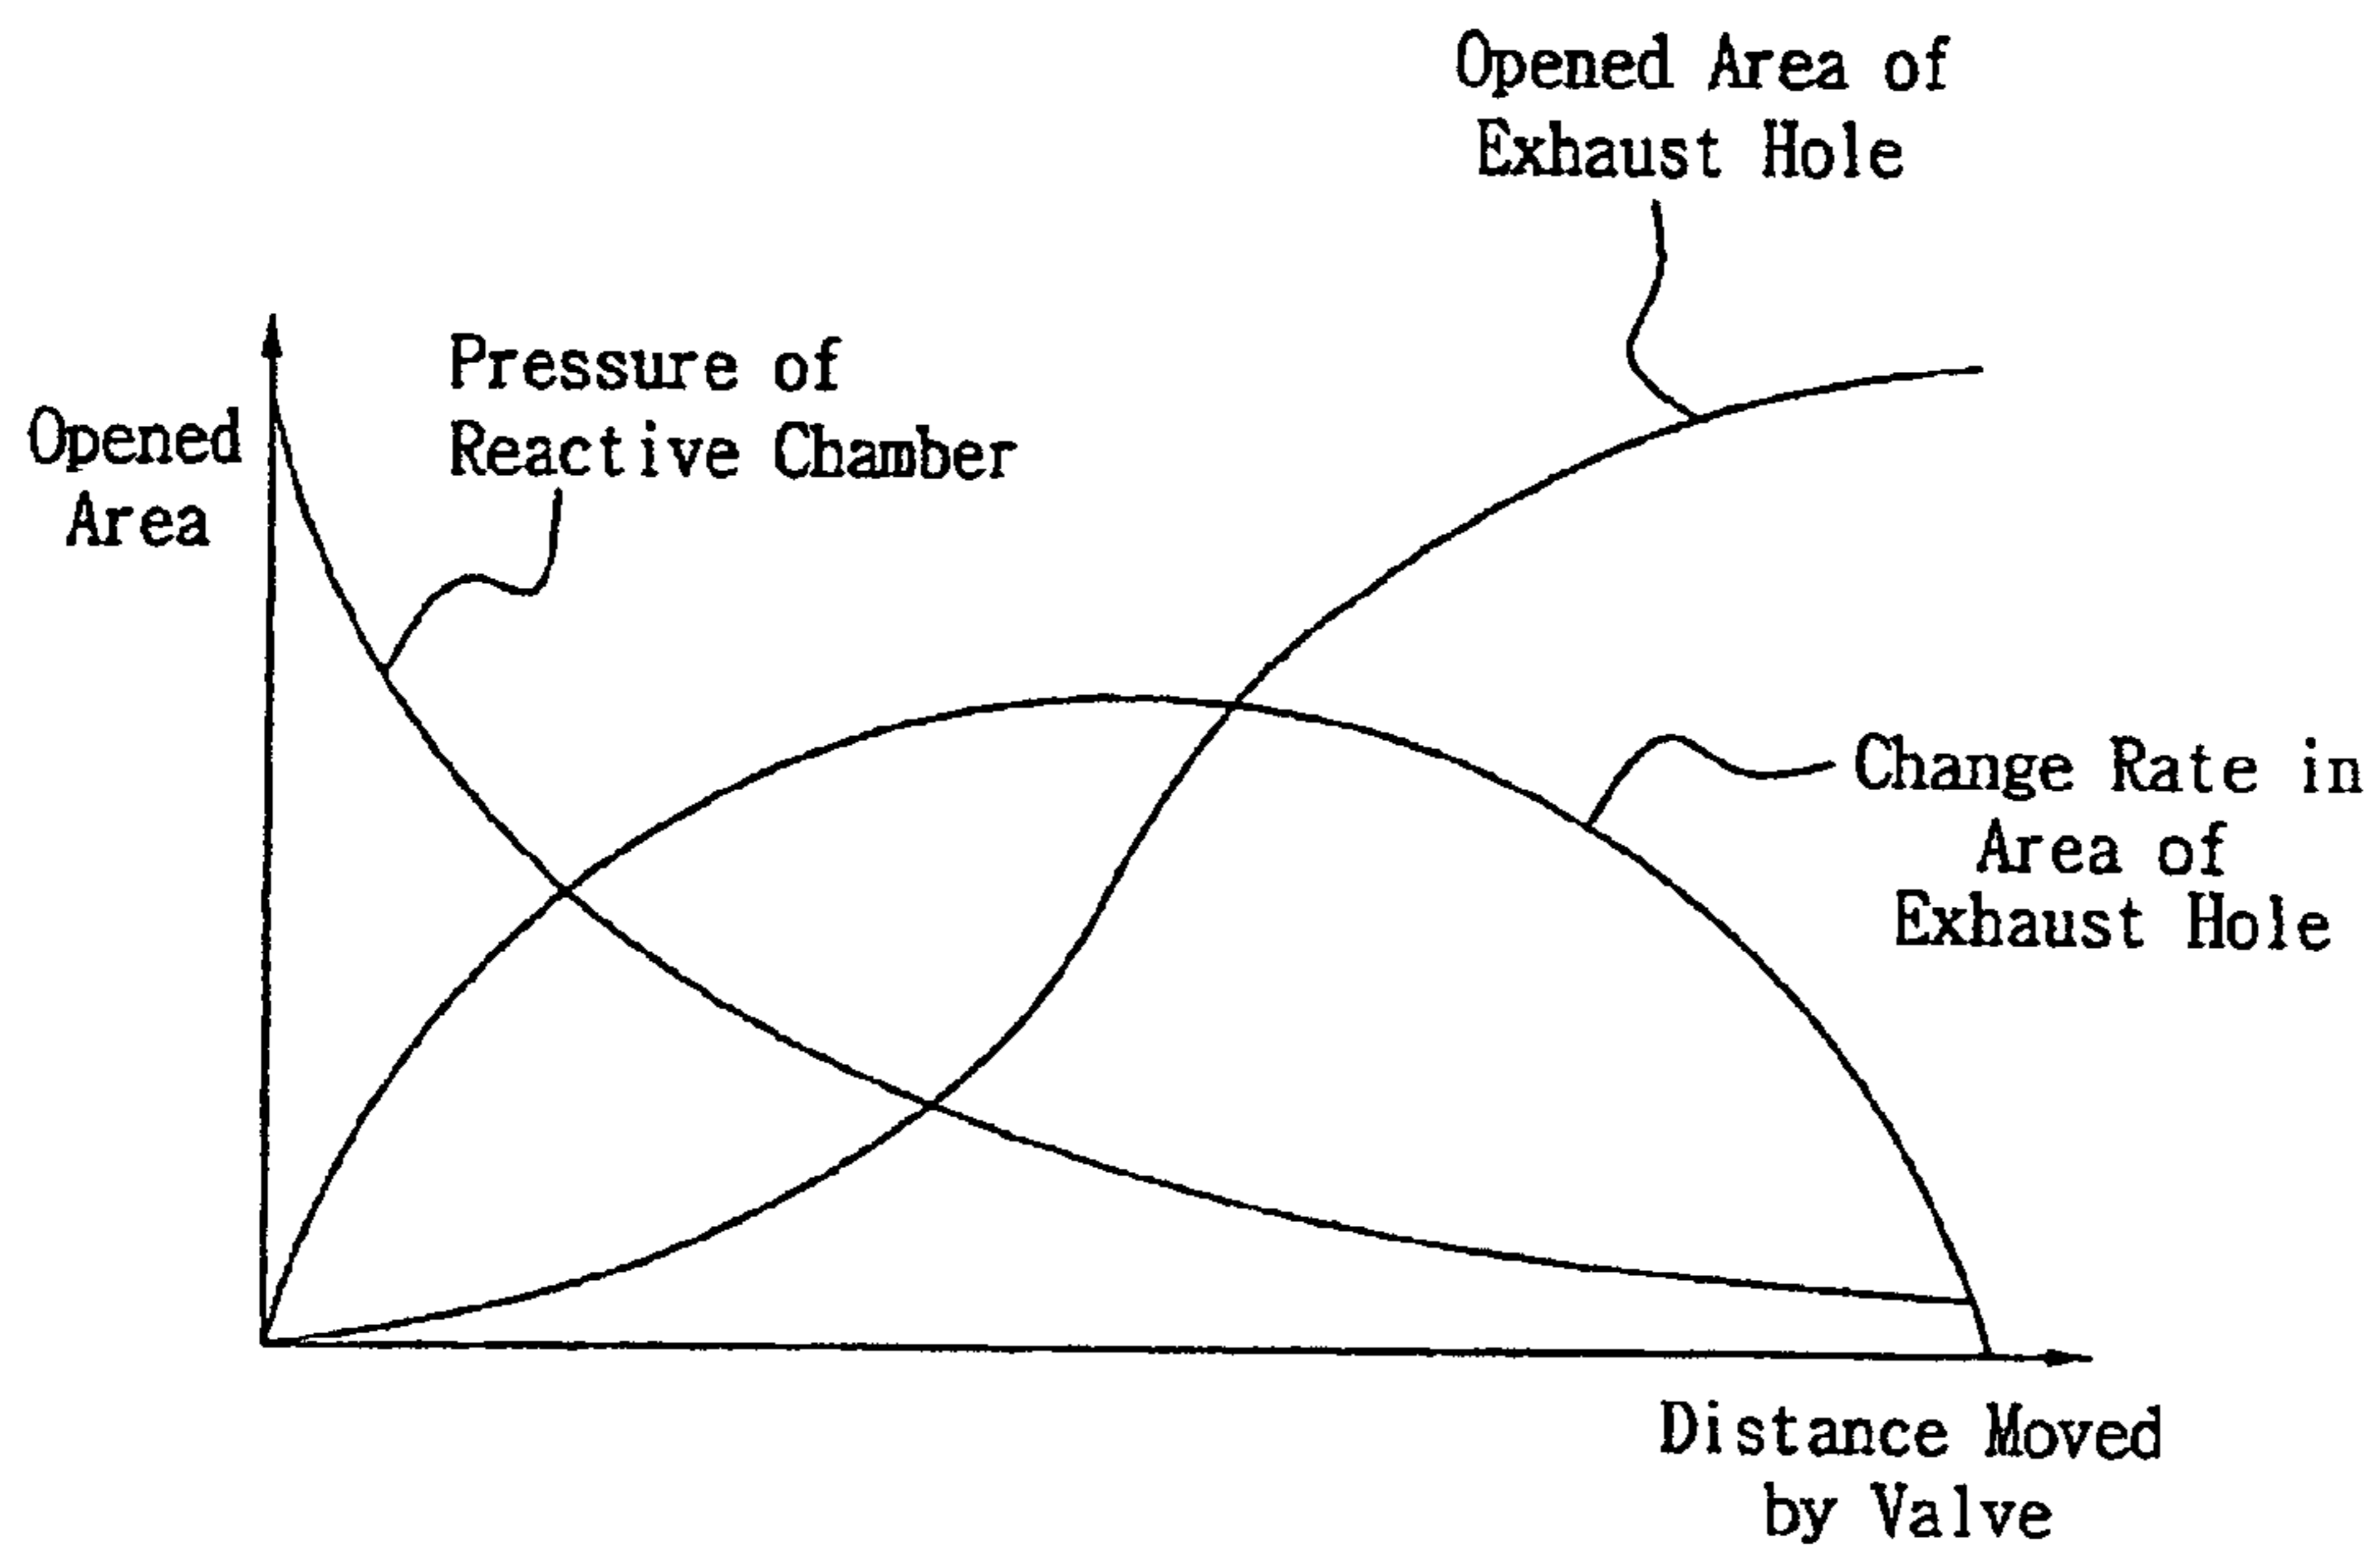 Opened Area of
Exhaust Hole
Pressure of
Reactive Chamber
Opened
Area
Change Rate in
Area of
Exhaust Hole
Distance Moved
by Valve